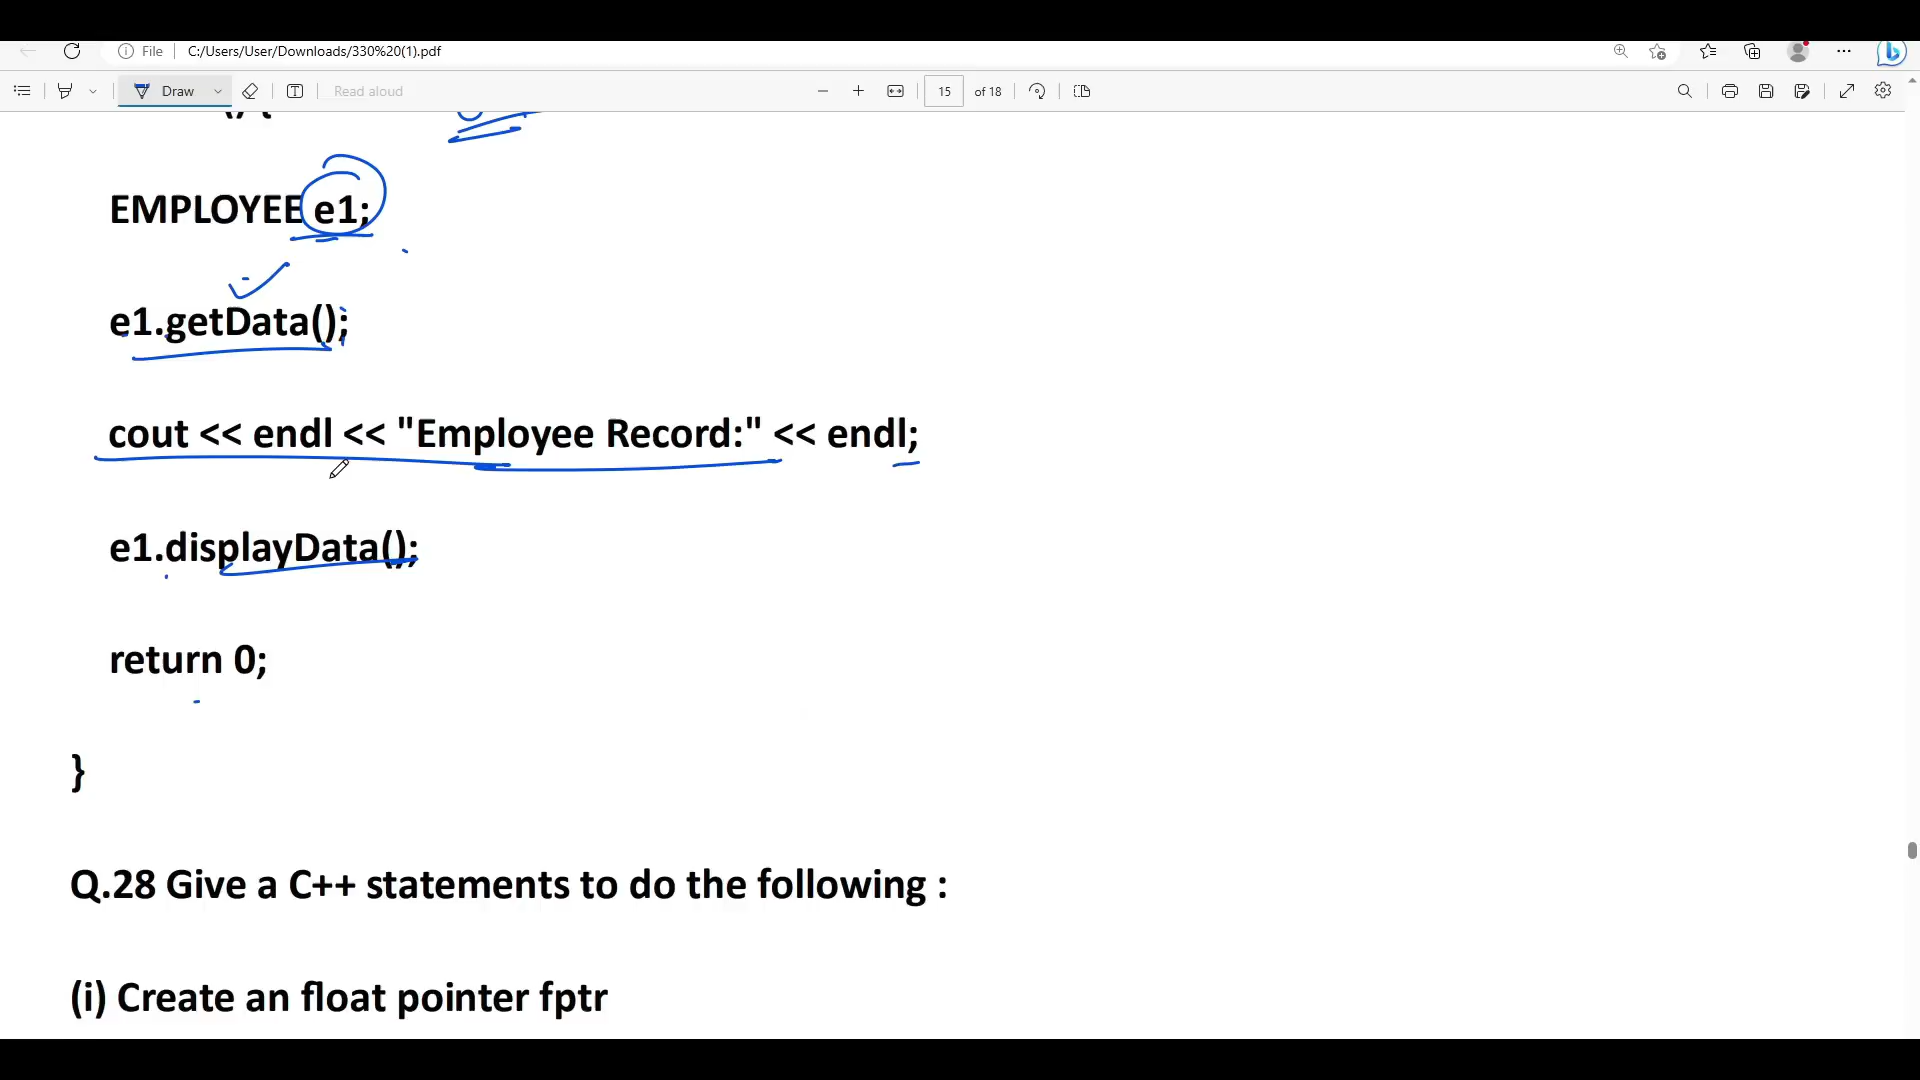 File C:/Users/User/Downloads/330%20(1).pdf
Draw Read aloud 15 of 18
EMPLOYEE e1;
e1.getData();
cout << endl << "Employee Record:" << endl;
e1.displayData();
return 0;
}
Q.28 Give a C++ statements to do the following :
(i) Create an float pointer fptr